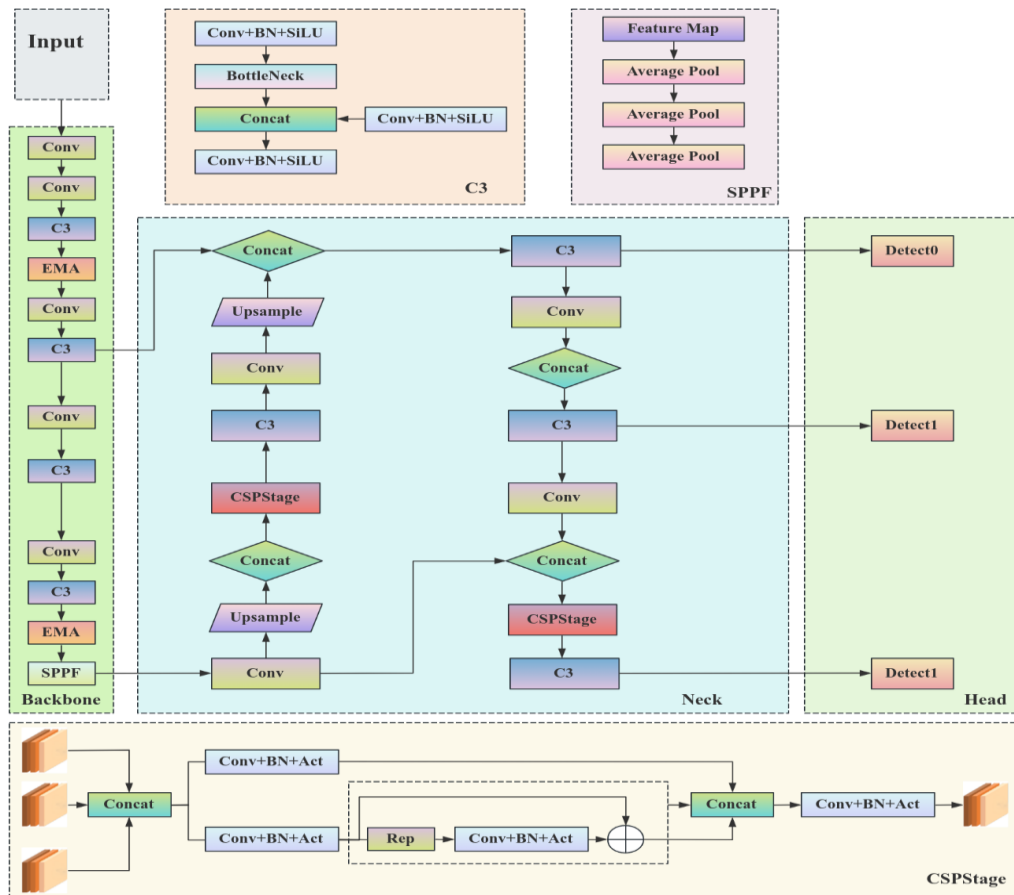 Input
Conv
Conv
C3
EMA
Conv
C3
Conv
C3
Conv
C3
EMA
SPPF
Backbone
Conv+BN+SiLU
BottleNeck
Concat
Conv+BN+SiLU
Conv+BN+SiLU
C3
Feature Map
Average Pool
Average Pool
Average Pool
SPPF
Concat
Upsample
Conv
C3
CSPStage
Concat
Upsample
Conv
C3
Conv
Concat
C3
Conv
Concat
CSPStage
C3
Neck
Detect0
Detect1
Detect1
Head
Concat
Conv+BN+Act
Conv+BN+Act
Rep
Conv+BN+Act
Concat
Conv+BN+Act
CSPStage